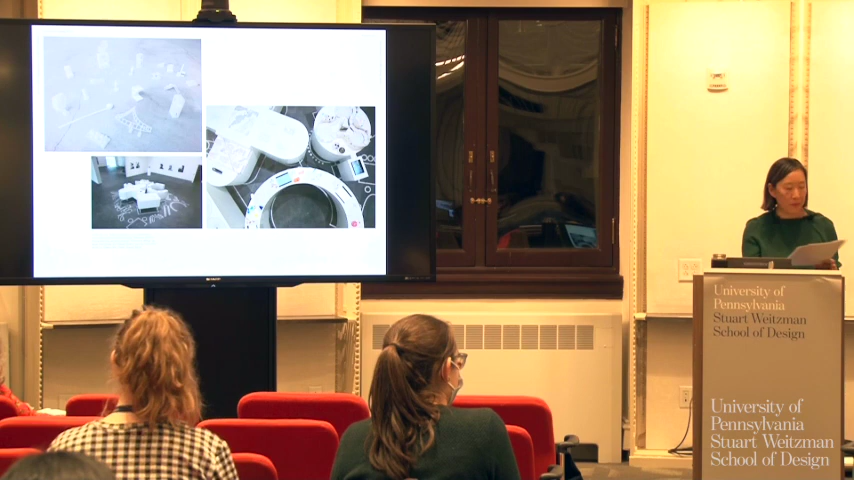 University of
Pennsylvania
Stuart Weitzman
School of Design
University of
Pennsylvania
Stuart Weitzman
School of Design